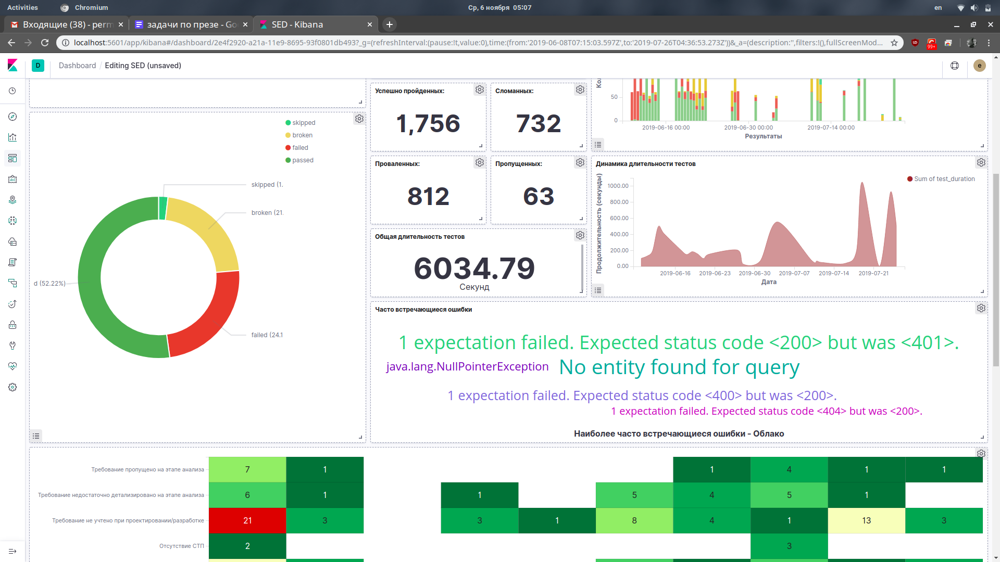 Activities
Chromium
Ср, 6 ноября 05:07
en
Входящие (38) - perm
задачи по презе - Go
SED - Kibana
localhost:5601/app/kibana#/dashboard/2e4f2920-a21a-11e9-8695-93f0801db493?_g=(refreshInterval:(pause:!t,value:0),time:(from:'2019-06-08T07:15:03.597Z',to:'2019-07-26T04:36:53.273Z'))&_a=(description:'',filters:!(),fullScreenMod...
99+
D
Dashboard / Editing SED (unsaved)
e
skipped
broken
failed
passed
skipped (1.
broken (21.
d (52.22%)
failed (24.1
Успешно пройденных:
1,756
Сломанных:
732
Проваленных:
812
Пропущенных:
63
Общая длительность тестов
6034.79
Секунд
Кол
50
0
2019-06-16 00:00
2019-06-30 00:00
2019-07-14 00:00
Результаты
Динамика длительности тестов
Sum of test_duration
Продолжительность (секунды)
1000.00
800.00
600.00
400.00
200.00
0.00
2019-06-16
2019-06-23
2019-06-30
2019-07-07
2019-07-14
2019-07-21
Дата
Часто встречающиеся ошибки
1 expectation failed. Expected status code <200> but was <401>.
java.lang.NullPointerException
No entity found for query
1 expectation failed. Expected status code <400> but was <200>.
1 expectation failed. Expected status code <404> but was <200>.
Наиболее часто встречающиеся ошибки - Облако
Требование пропущено на этапе анализа 7 1 1 4 1 1
Требование недостаточно детализировано на этапе анализа 6 1 1 5 4 5 1
Требование не учтено при проектировании/разработке 21 3 3 1 8 4 1 13 3
Отсутствие СТП 2 3